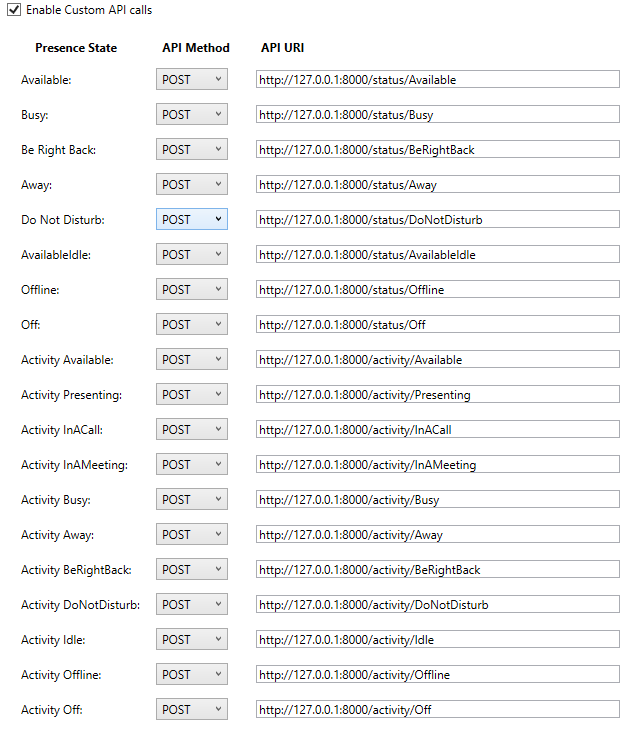 Enable Custom API calls
Presence State API Method API URI
Available: POST http://127.0.0.1:8000/status/Available
Busy: POST http://127.0.0.1:8000/status/Busy
Be Right Back: POST http://127.0.0.1:8000/status/BeRightBack
Away: POST http://127.0.0.1:8000/status/Away
Do Not Disturb: POST http://127.0.0.1:8000/status/DoNotDisturb
AvailableIdle: POST http://127.0.0.1:8000/status/AvailableIdle
Offline: POST http://127.0.0.1:8000/status/Offline
Off: POST http://127.0.0.1:8000/status/Off
Activity Available: POST http://127.0.0.1:8000/activity/Available
Activity Presenting: POST http://127.0.0.1:8000/activity/Presenting
Activity InACall: POST http://127.0.0.1:8000/activity/InACall
Activity InAMeeting: POST http://127.0.0.1:8000/activity/InAMeeting
Activity Busy: POST http://127.0.0.1:8000/activity/Busy
Activity Away: POST http://127.0.0.1:8000/activity/Away
Activity BeRightBack: POST http://127.0.0.1:8000/activity/BeRightBack
Activity DoNotDisturb: POST http://127.0.0.1:8000/activity/DoNotDisturb
Activity Idle: POST http://127.0.0.1:8000/activity/Idle
Activity Offline: POST http://127.0.0.1:8000/activity/Offline
Activity Off: POST http://127.0.0.1:8000/activity/Off